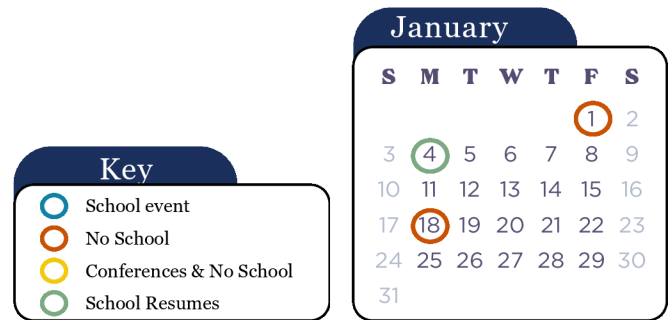 January
S M T W T F S
1 2
3 4 5 6 7 8 9
10 11 12 13 14 15 16
17 18 19 20 21 22 23
24 25 26 27 28 29 30
31
Key
School event
No School
Conferences & No School
School Resumes